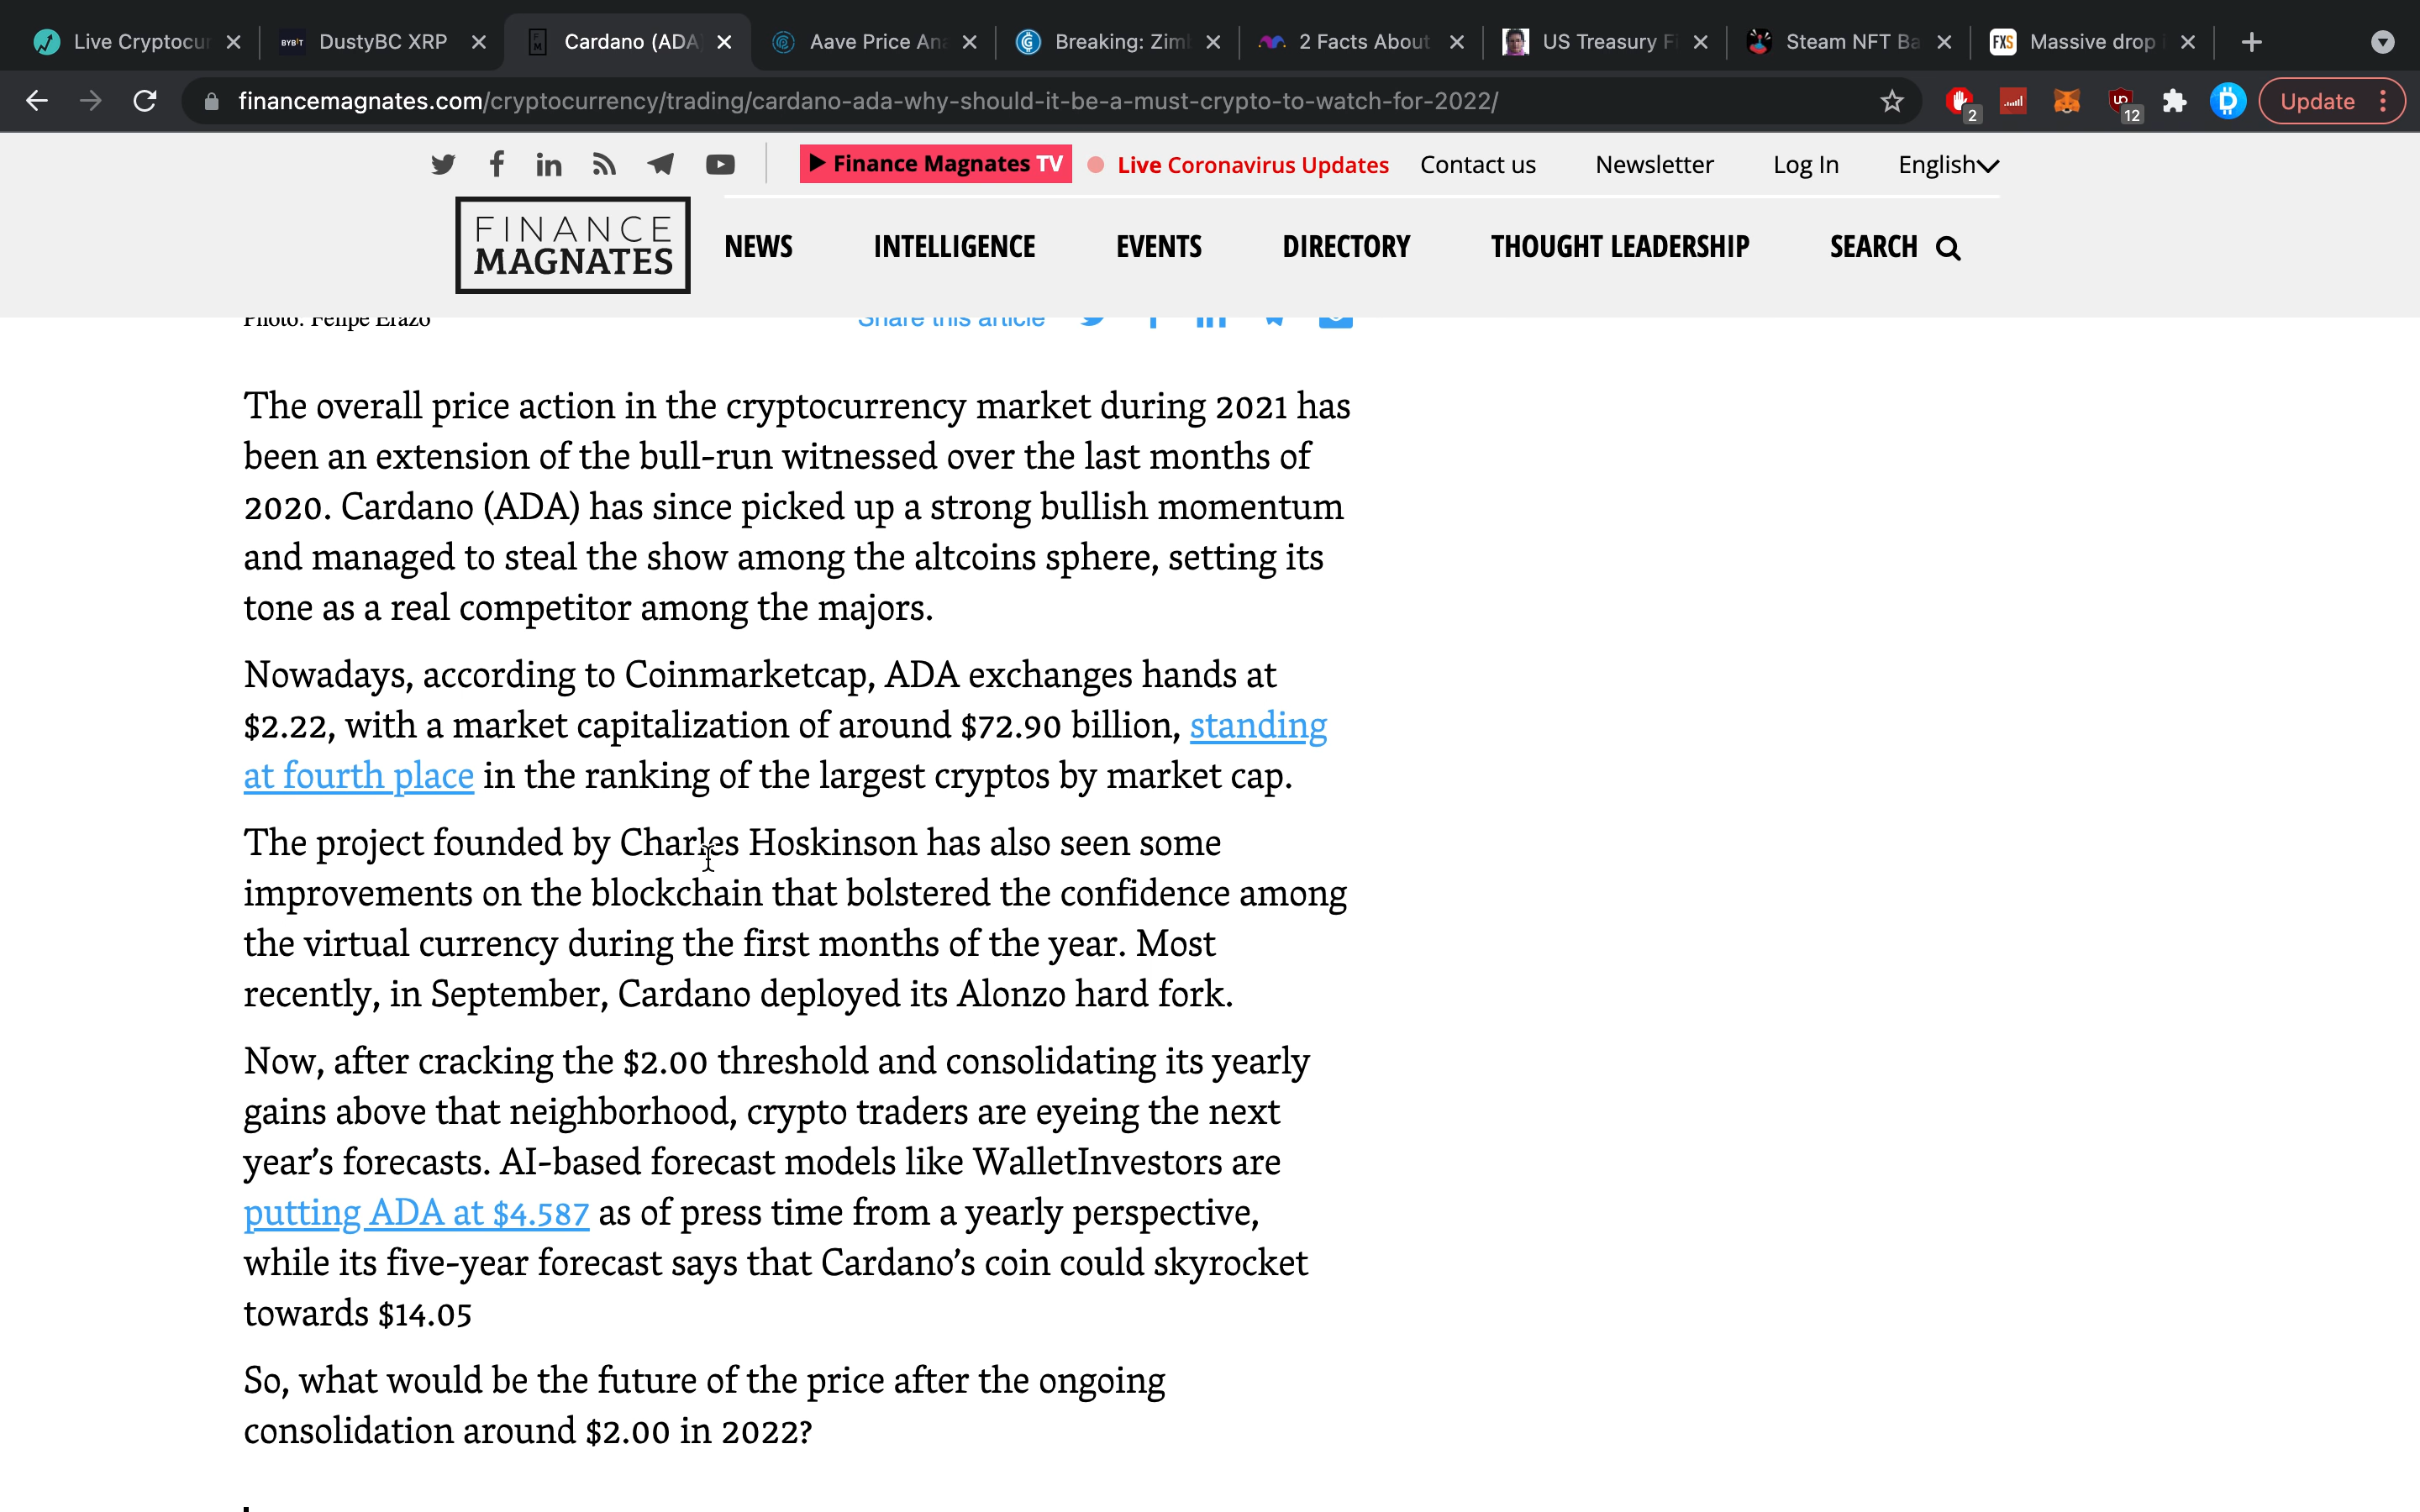 Live Cryptocur
DustyBC XRP
Cardano (ADA)
Aave Price Ana
Breaking: Zimb
2 Facts About
US Treasury Fi
Steam NFT Ba
Massive drop
financemagnates.com/cryptocurrency/trading/cardano-ada-why-should-it-be-a-must-crypto-to-watch-for-2022/
2
12
Update
Finance Magnates TV
Live Coronavirus Updates
Contact us
Newsletter
Log In
English
FINANCE
MAGNATES
NEWS
INTELLIGENCE
EVENTS
DIRECTORY
THOUGHT LEADERSHIP
SEARCH
Photo: Felipe Erazo
Share this article
The overall price action in the cryptocurrency market during 2021 has
been an extension of the bull-run witnessed over the last months of
2020. Cardano (ADA) has since picked up a strong bullish momentum
and managed to steal the show among the altcoins sphere, setting its
tone as a real competitor among the majors.
Nowadays, according to Coinmarketcap, ADA exchanges hands at
$2.22, with a market capitalization of around $72.90 billion, standing
at fourth place in the ranking of the largest cryptos by market cap.
The project founded by Charles Hoskinson has also seen some
improvements on the blockchain that bolstered the confidence among
the virtual currency during the first months of the year. Most
recently, in September, Cardano deployed its Alonzo hard fork.
Now, after cracking the $2.00 threshold and consolidating its yearly
gains above that neighborhood, crypto traders are eyeing the next
year's forecasts. AI-based forecast models like WalletInvestors are
putting ADA at $4.587 as of press time from a yearly perspective,
while its five-year forecast says that Cardano's coin could skyrocket
towards $14.05
So, what would be the future of the price after the ongoing
consolidation around $2.00 in 2022?